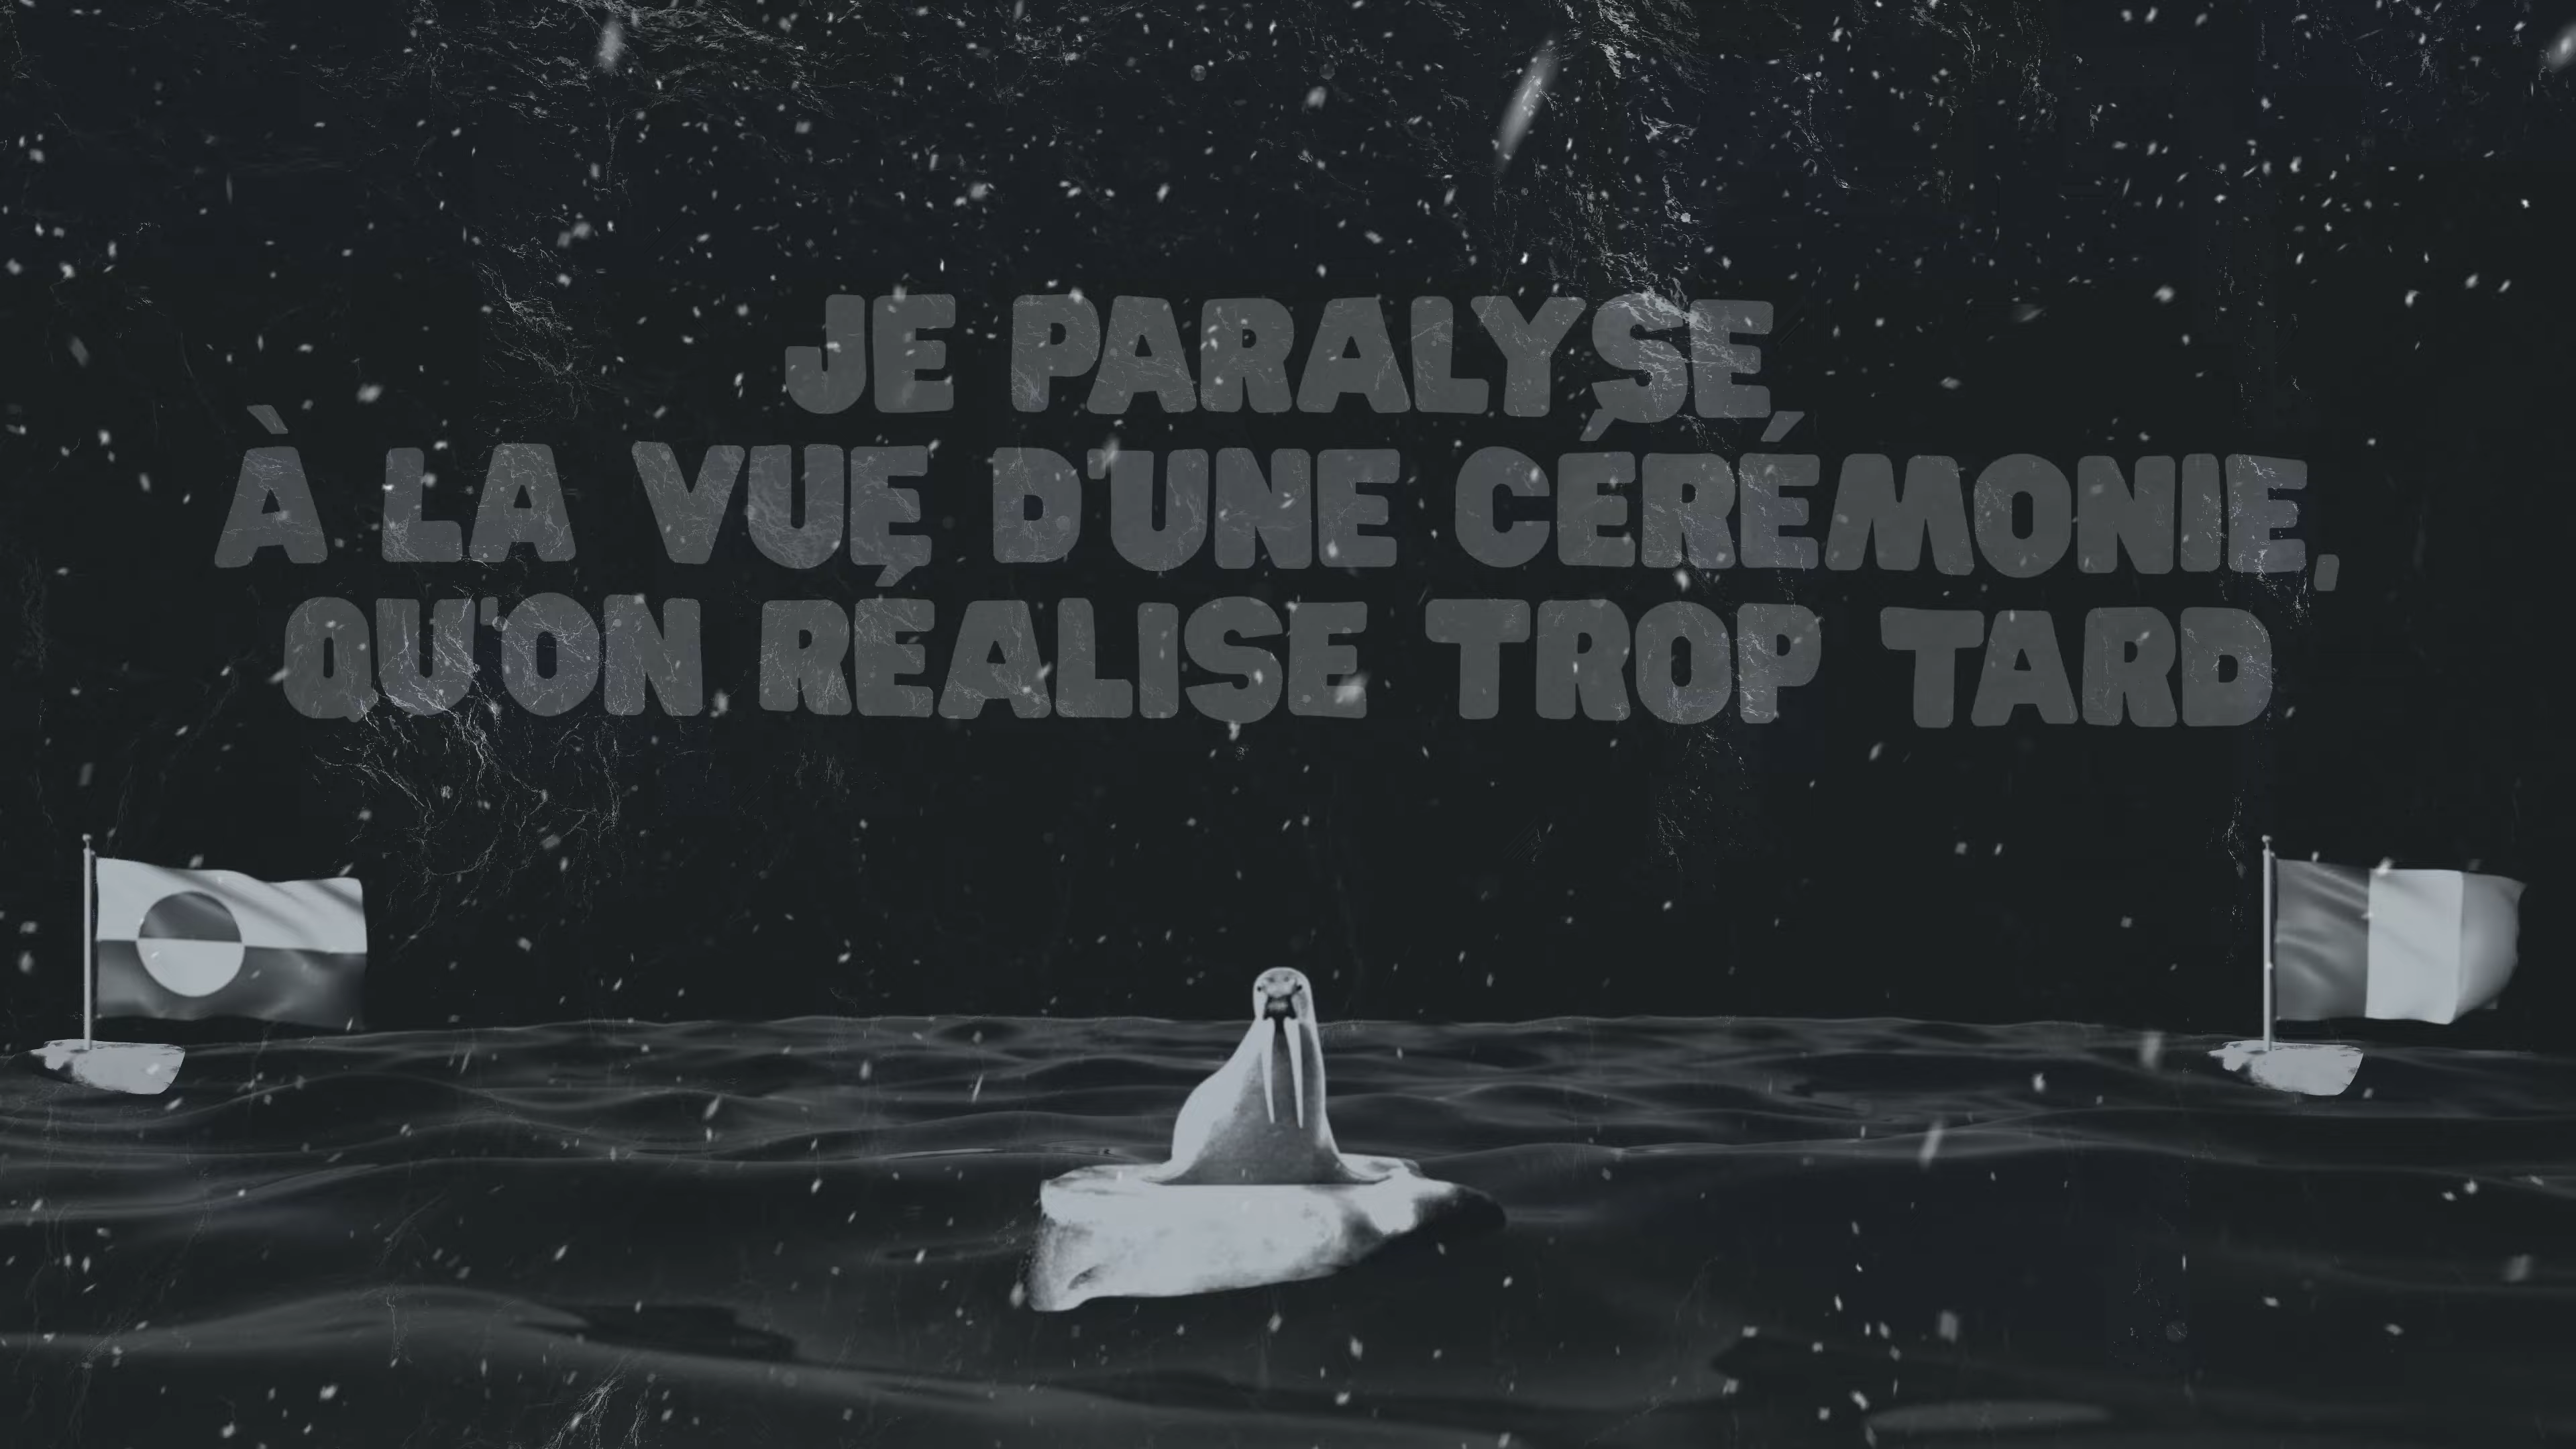 JE PARALYSE
À LA VUE D'UNE CÉRÉMONIE,
QU'ON RÉALISE TROP TARD